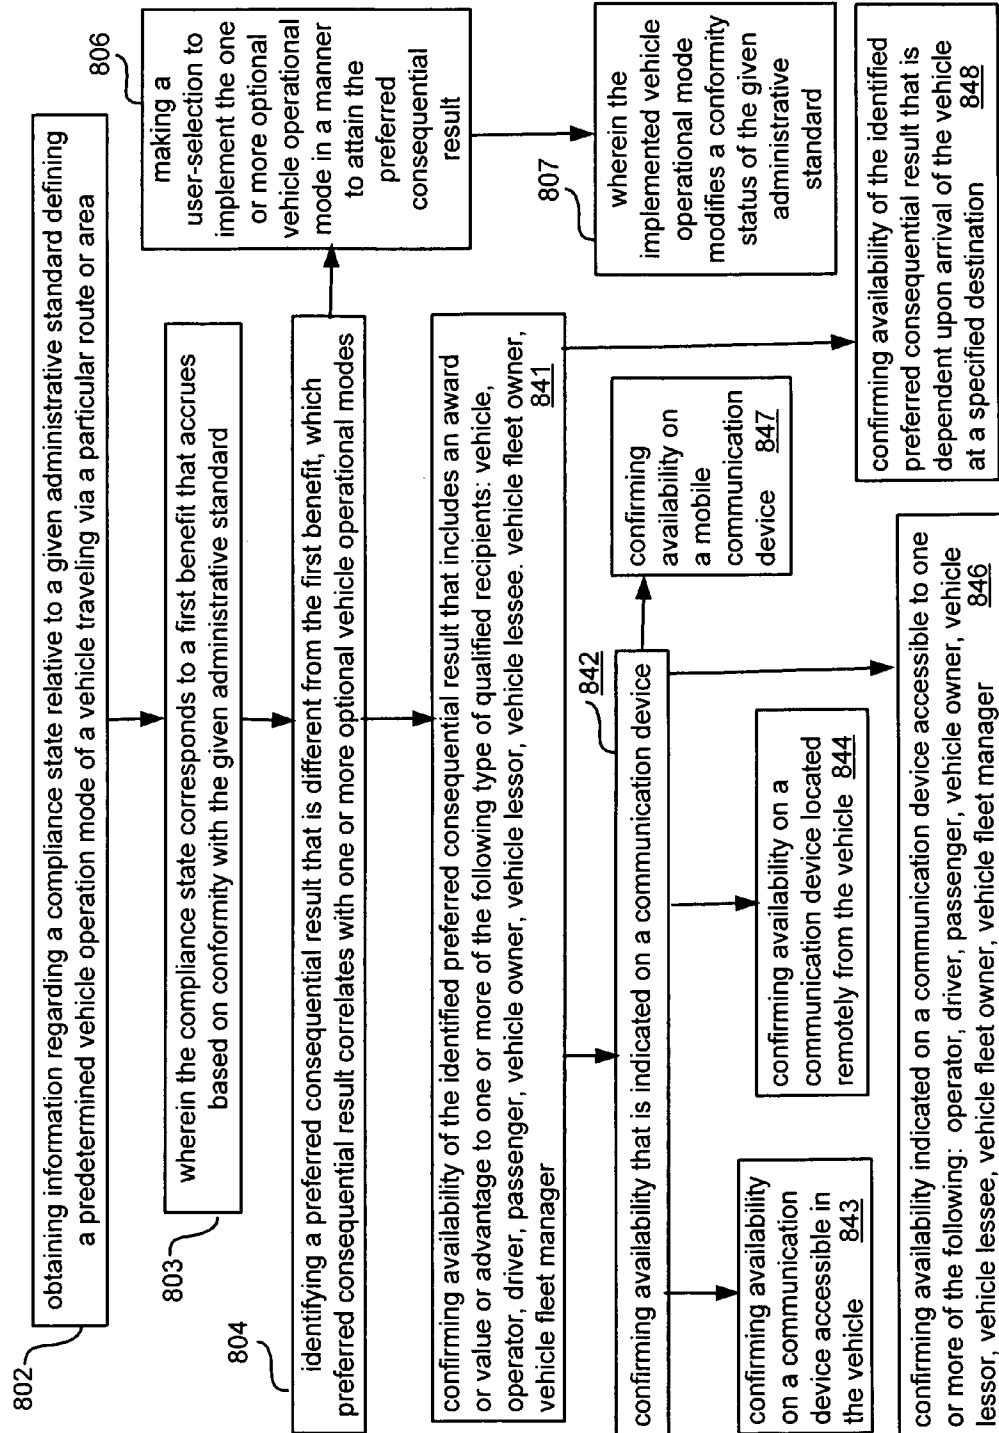 802
obtaining information regarding a compliance state relative to a given administrative standard defining
a predetermined vehicle operation mode of a vehicle traveling via a particular route or area
803
wherein the compliance state corresponds to a first benefit that accrues
based on conformity with the given administrative standard
804
identifying a preferred consequential result that is different from the first benefit, which
preferred consequential result correlates with one or more optional vehicle operational modes
806
making a
user-selection to
implement the one
or more optional
vehicle operational
mode in a manner
to attain the
preferred
consequential
result
807
wherein the
implemented vehicle
operational mode
modifies a conformity
status of the given
administrative
standard
confirming availability of the identified preferred consequential result that includes an award
or value or advantage to one or more of the following type of qualified recipients: vehicle,
operator, driver, passenger, vehicle owner, vehicle lessor, vehicle lessee. vehicle fleet owner,
vehicle fleet manager 841
842
confirming availability that is indicated on a communication device
confirming availability
on a communication
device accessible in
the vehicle 843
confirming availability on a
communication device located
remotely from the vehicle 844
confirming
availability on
a mobile
communication
device 847
confirming availability of the identified
preferred consequential result that is
dependent upon arrival of the vehicle
at a specified destination 848
confirming availability indicated on a communication device accessible to one
or more of the following: operator, driver, passenger, vehicle owner, vehicle
lessor, vehicle lessee, vehicle fleet owner, vehicle fleet manager 846